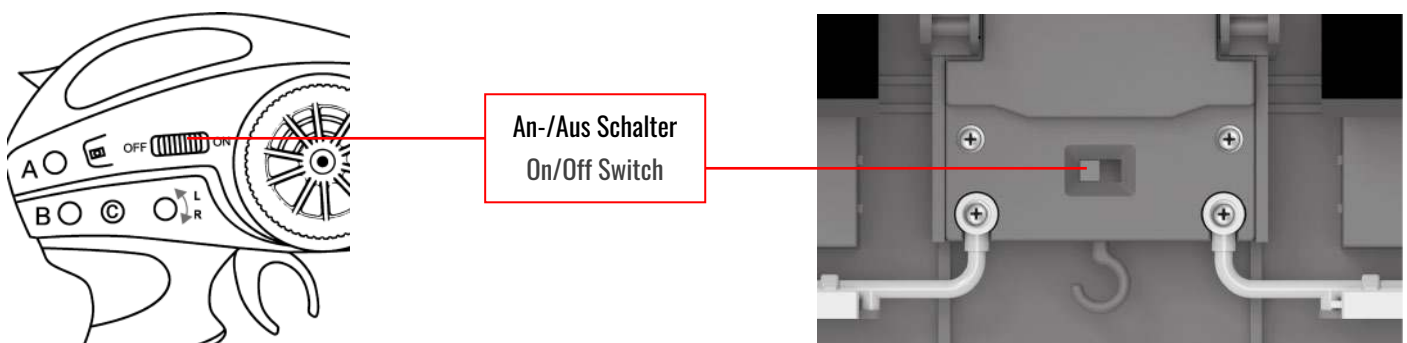 An-/Aus Schalter
On/Off Switch
OFF ON
A
L
B C R